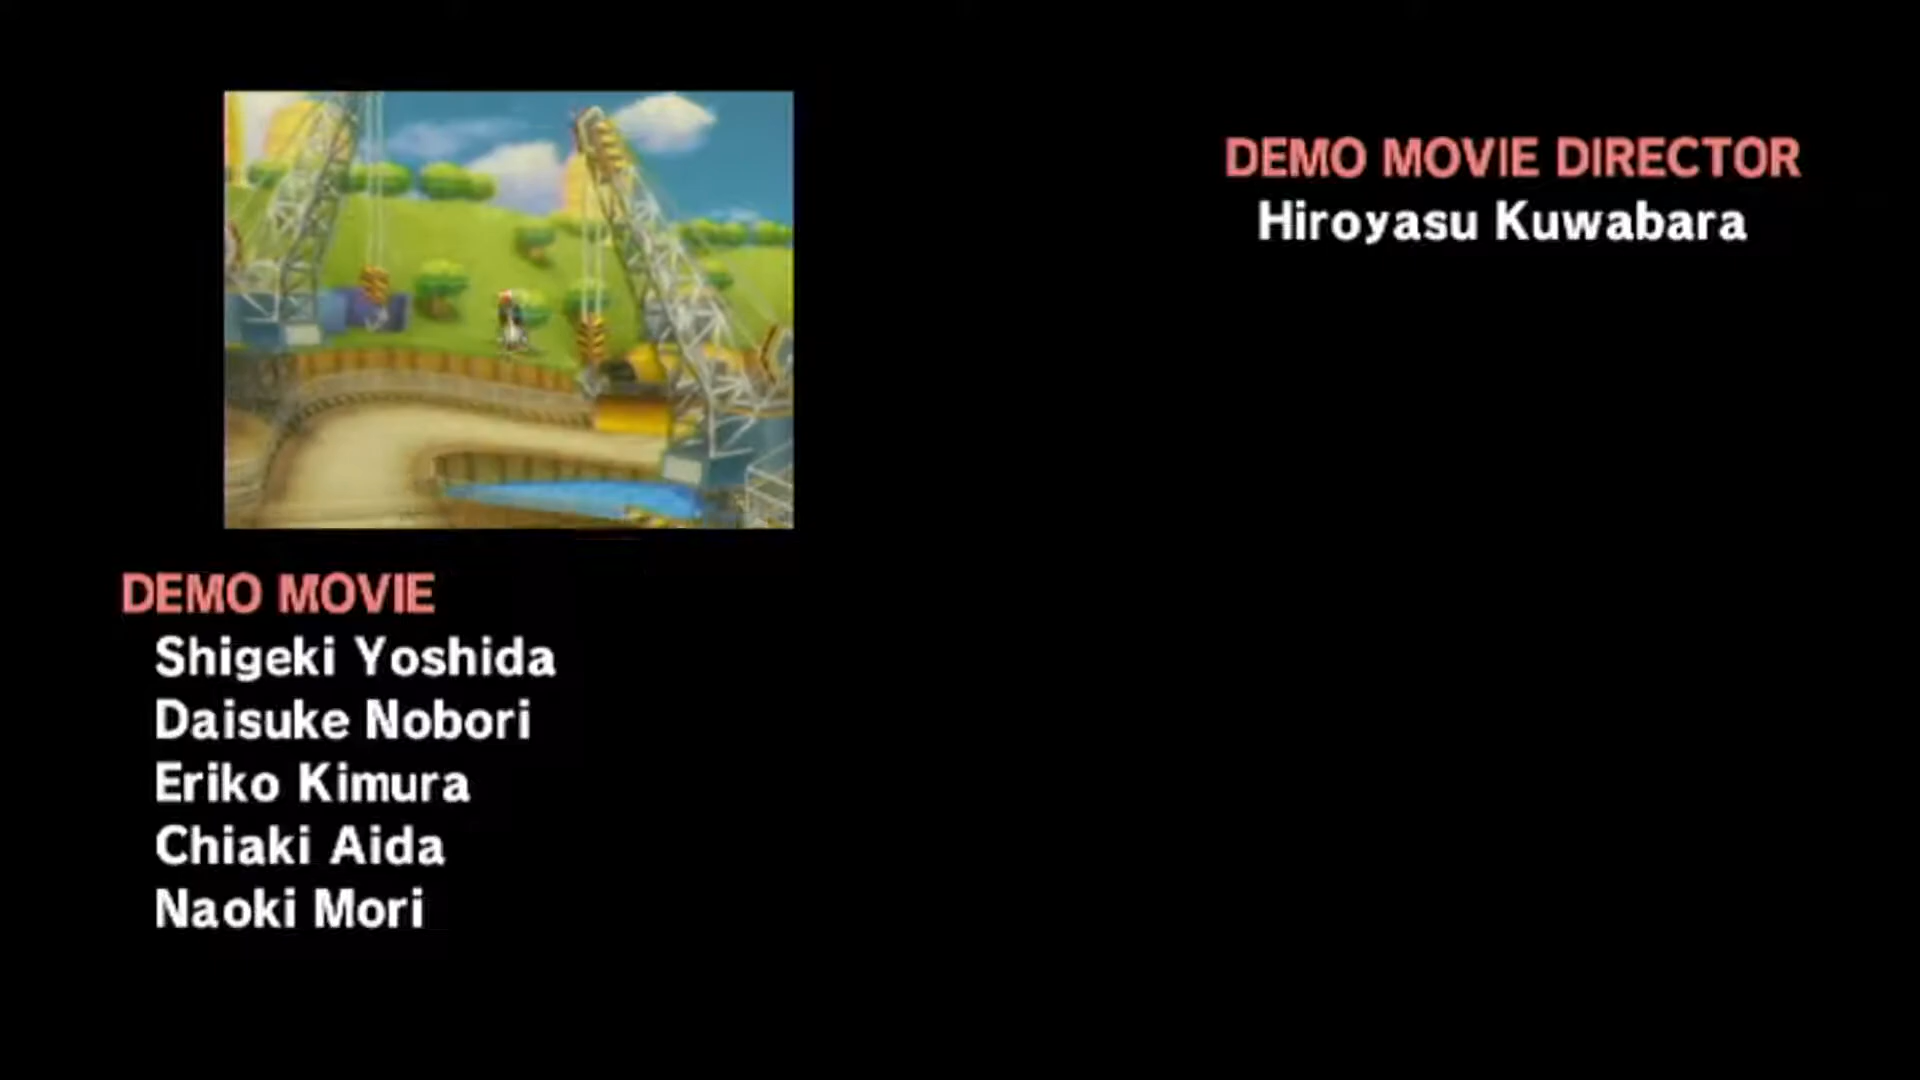 DEMO MOVIE DIRECTOR
Hiroyasu Kuwabara
DEMO MOVIE
Shigeki Yoshida
Daisuke Nobori
Eriko Kimura
Chiaki Aida
Naoki Mori